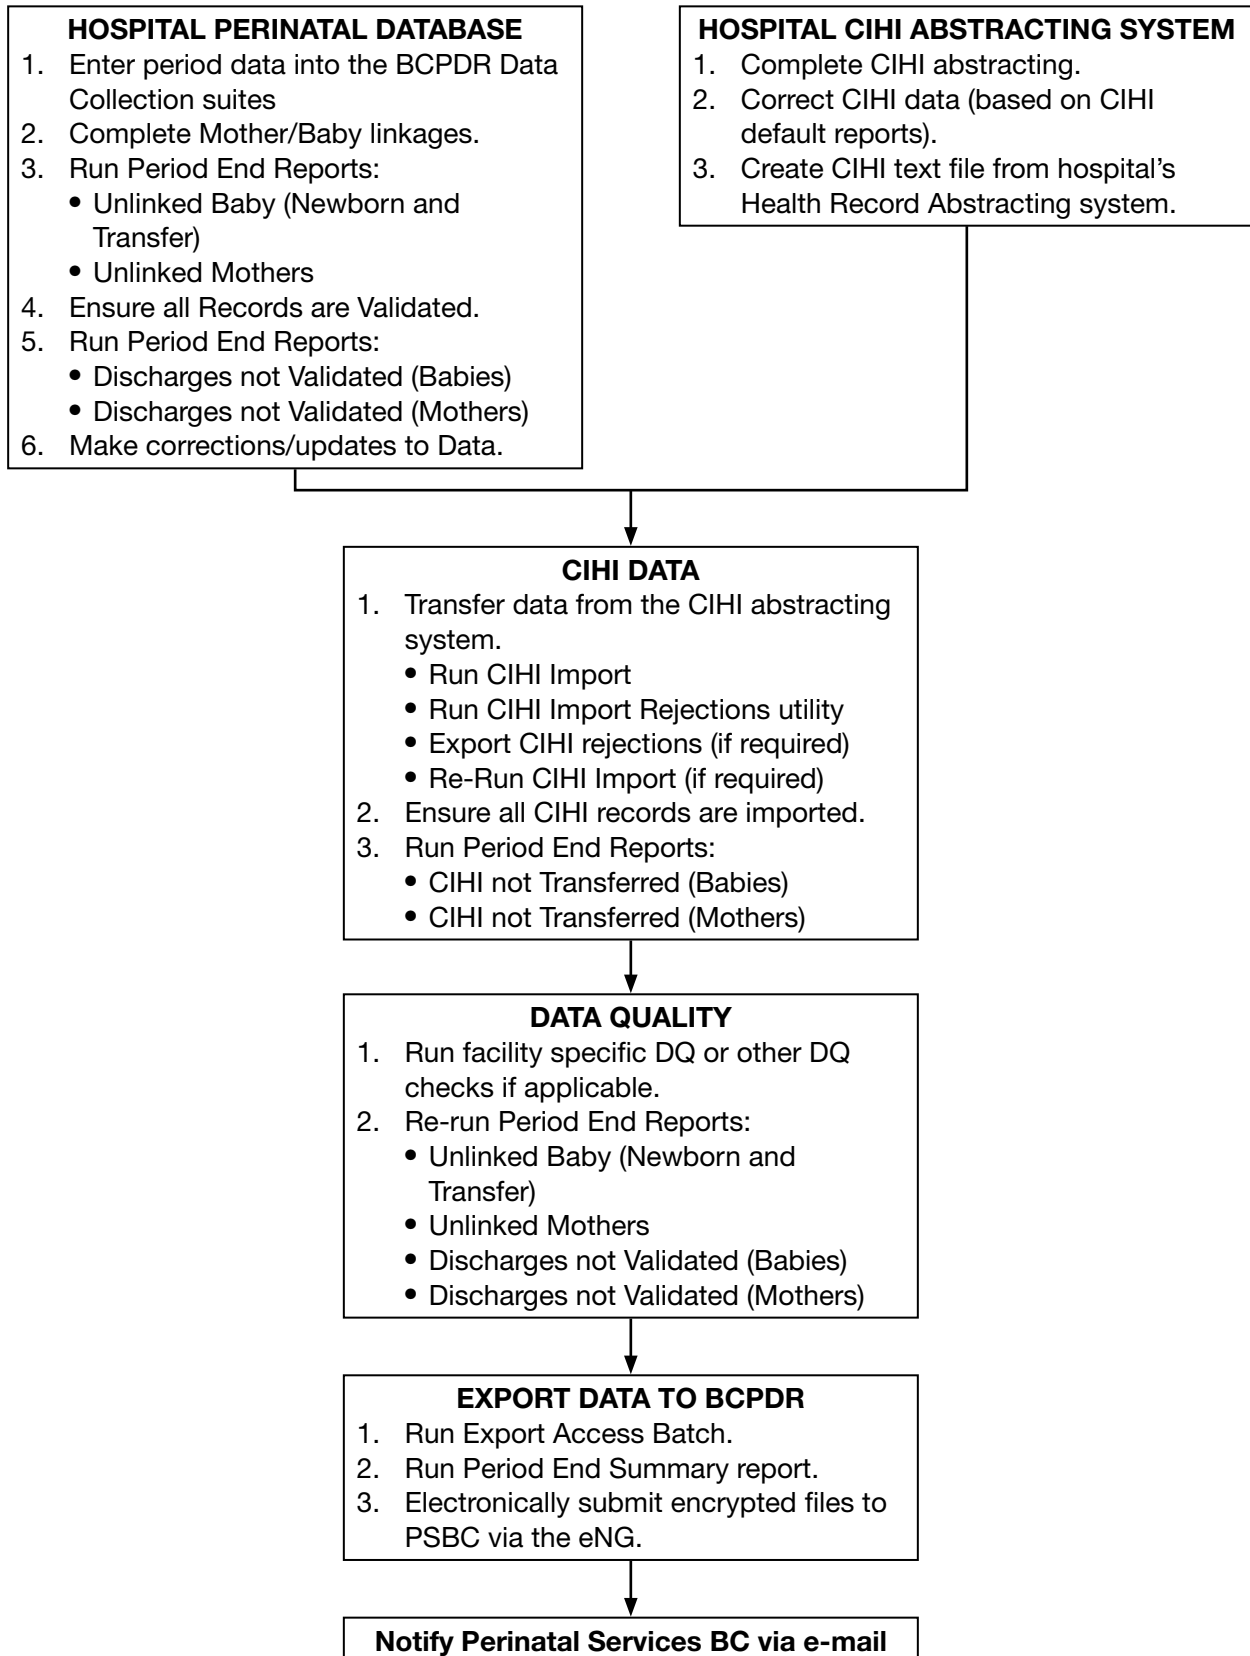 HOSPITAL PERINATAL DATABASE
1. Enter period data into the BCPDR Data
Collection suites
2. Complete Mother/Baby linkages.
3. Run Period End Reports:
• Unlinked Baby (Newborn and
Transfer)
• Unlinked Mothers
4. Ensure all Records are Validated.
5. Run Period End Reports:
• Discharges not Validated (Babies)
• Discharges not Validated (Mothers)
6. Make corrections/updates to Data.
HOSPITAL CIHI ABSTRACTING SYSTEM
1. Complete CIHI abstracting.
2. Correct CIHI data (based on CIHI
default reports).
3. Create CIHI text file from hospital’s
Health Record Abstracting system.
CIHI DATA
1. Transfer data from the CIHI abstracting
system.
• Run CIHI Import
• Run CIHI Import Rejections utility
• Export CIHI rejections (if required)
• Re-Run CIHI Import (if required)
2. Ensure all CIHI records are imported.
3. Run Period End Reports:
• CIHI not Transferred (Babies)
• CIHI not Transferred (Mothers)
DATA QUALITY
1. Run facility specific DQ or other DQ
checks if applicable.
2. Re-run Period End Reports:
• Unlinked Baby (Newborn and
Transfer)
• Unlinked Mothers
• Discharges not Validated (Babies)
• Discharges not Validated (Mothers)
EXPORT DATA TO BCPDR
1. Run Export Access Batch.
2. Run Period End Summary report.
3. Electronically submit encrypted files to
PSBC via the eNG.
Notify Perinatal Services BC via e-mail